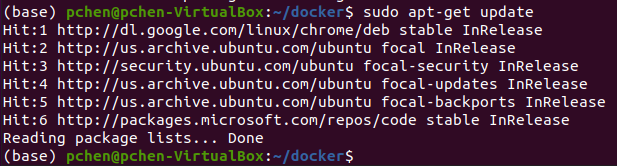 (base) pchen@pchen-VirtualBox:~/docker$ sudo apt-get update
Hit:1 http://dl.google.com/linux/chrome/deb stable InRelease
Hit:2 http://us.archive.ubuntu.com/ubuntu focal InRelease
Hit:3 http://security.ubuntu.com/ubuntu focal-security InRelease
Hit:4 http://us.archive.ubuntu.com/ubuntu focal-updates InRelease
Hit:5 http://us.archive.ubuntu.com/ubuntu focal-backports InRelease
Hit:6 http://packages.microsoft.com/repos/code stable InRelease
Reading package lists... Done
(base) pchen@pchen-VirtualBox:~/docker$